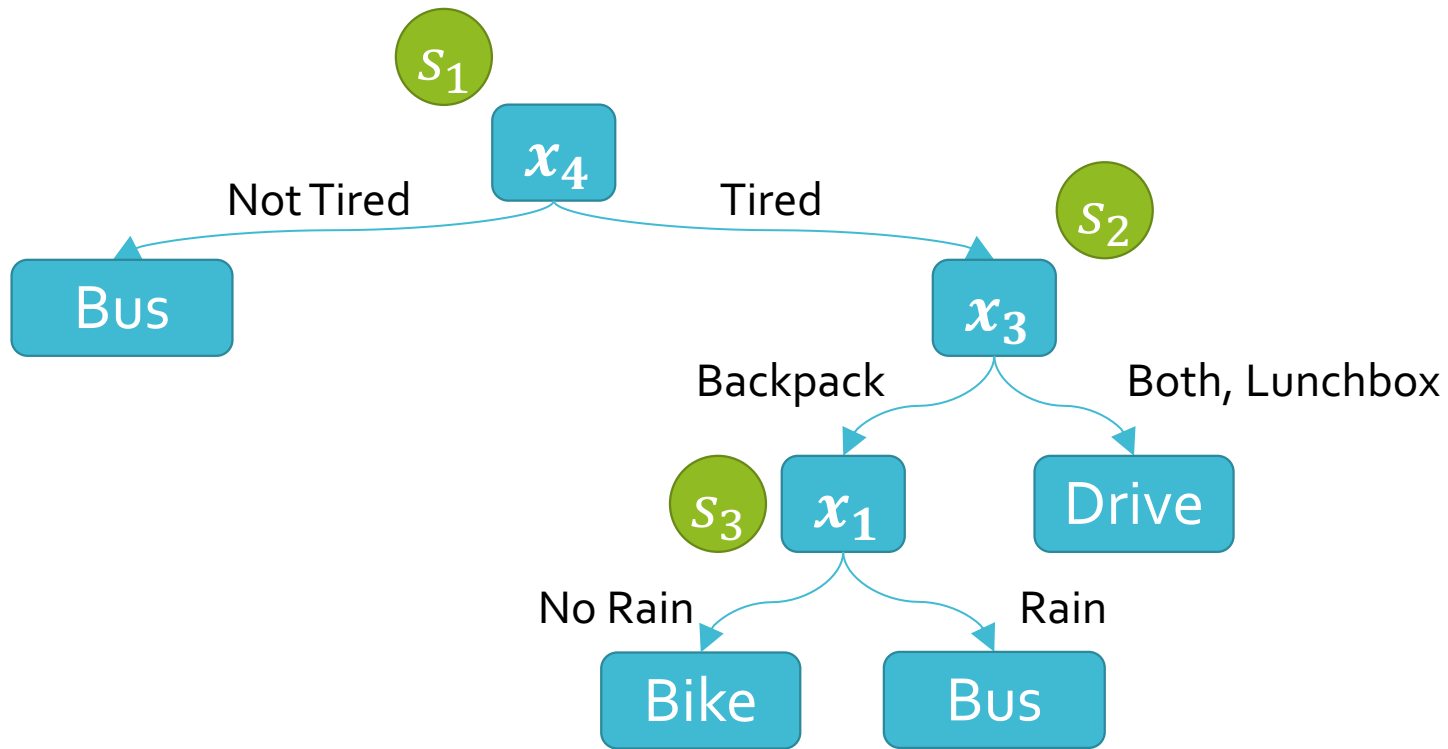 s₁
x₄
Not Tired
Tired
s₂
Bus
x₃
Backpack
Both, Lunchbox
s₃
x₁
Drive
No Rain
Rain
Bike
Bus